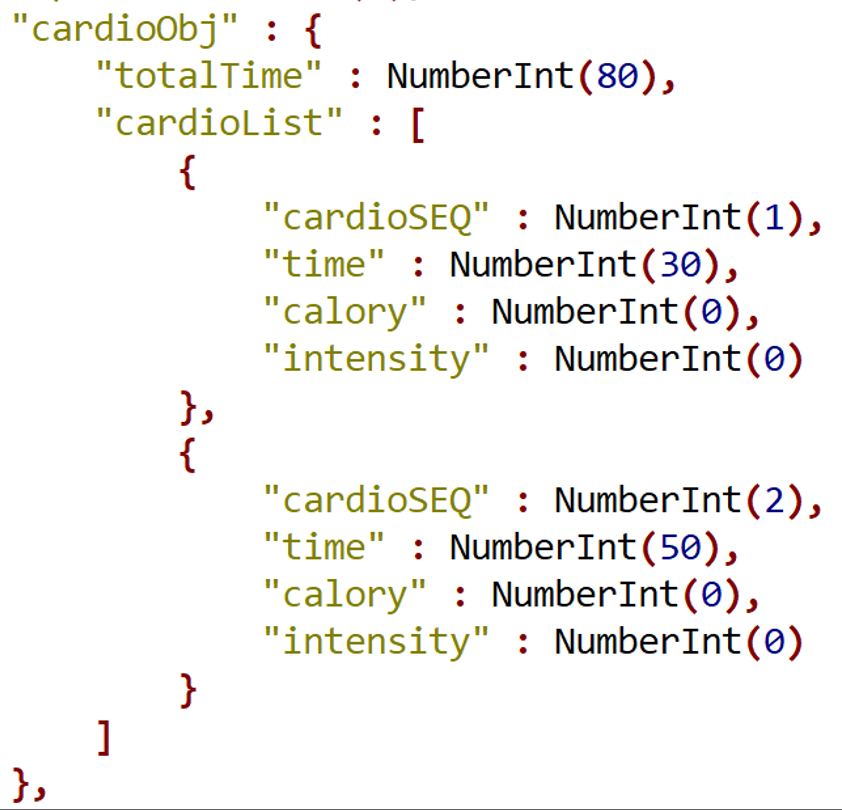 "cardioObj" : {
"totalTime" : NumberInt(80),
"cardioList" : [
{
"cardioSEQ" : NumberInt(1),
"time" : NumberInt(30),
"calory" : NumberInt(0),
"intensity" : NumberInt(0)
},
{
"cardioSEQ" : NumberInt(2),
"time" : NumberInt(50),
"calory" : NumberInt(0),
"intensity" : NumberInt(0)
}
]
},